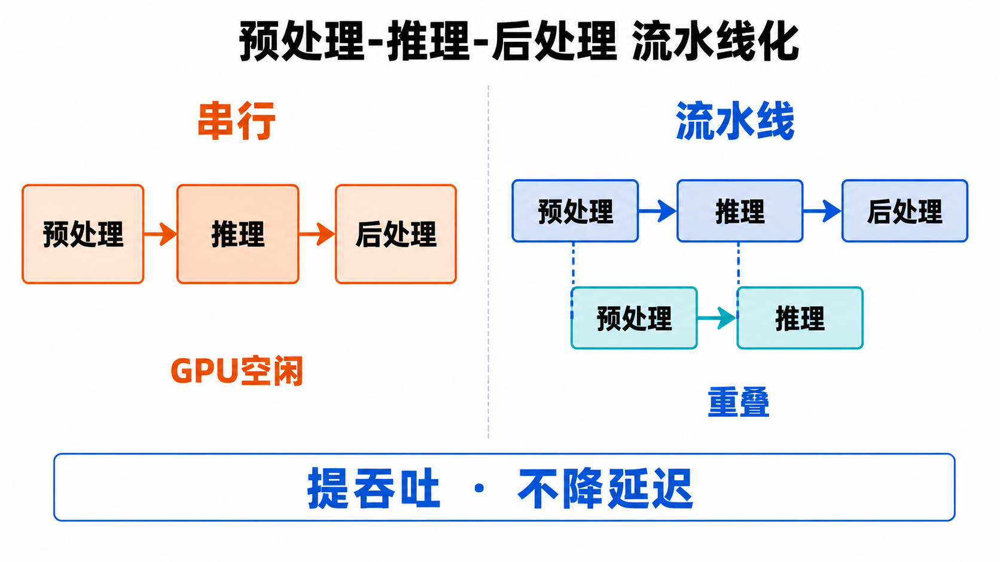 预处理-推理-后处理 流水线化
串行
预处理
推理
后处理
GPU空闲
流水线
预处理
推理
后处理
预处理
推理
重叠
提吞吐 · 不降延迟